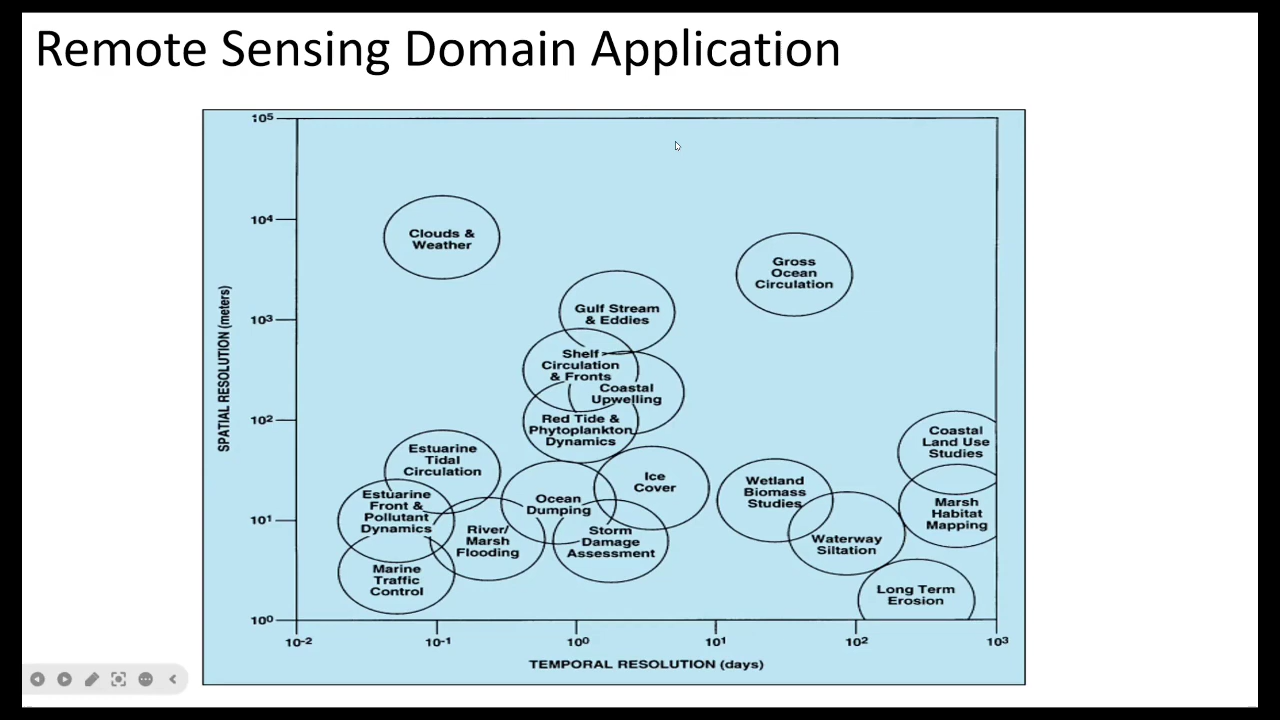 Remote Sensing Domain Application
10⁵
10⁴
10³
10²
10¹
10⁰
SPATIAL RESOLUTION (meters)
Clouds &
Weather
Gross
Ocean
Circulation
Gulf Stream
& Eddies
Shelf
Circulation
& Fronts
Coastal
Upwelling
Red Tide &
Phytoplankton
Dynamics
Estuarine
Tidal
Circulation
Estuarine
Front &
Pollutant
Dynamics
Marine
Traffic
Control
River/
Marsh
Flooding
Ocean
Dumping
Ice
Cover
Storm
Damage
Assessment
Wetland
Biomass
Studies
Waterway
Siltation
Coastal
Land Use
Studies
Marsh
Habitat
Mapping
Long Term
Erosion
10⁻²
10⁻¹
10⁰
10¹
10²
10³
TEMPORAL RESOLUTION (days)